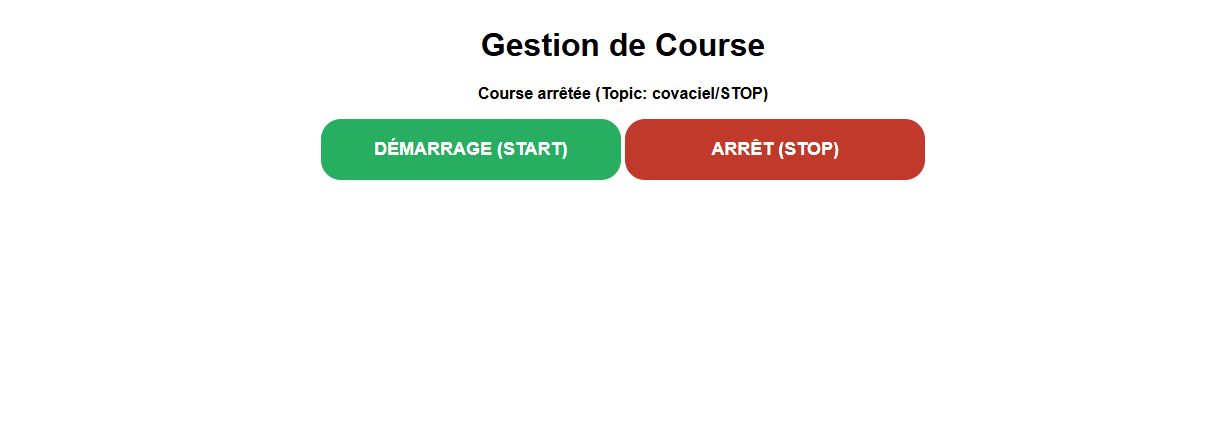 Gestion de Course
Course arrêtée (Topic: covaciel/STOP)
DÉMARRAGE (START)
ARRÊT (STOP)